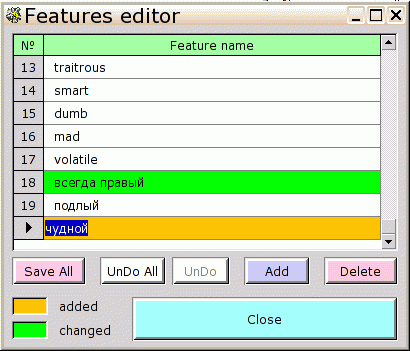 Features editor
№ Feature name
13 traitrous
14 smart
15 dumb
16 mad
17 volatile
18 всегда правый
19 подлый
чудной
Save All UnDo All UnDo Add Delete
added
changed
Close